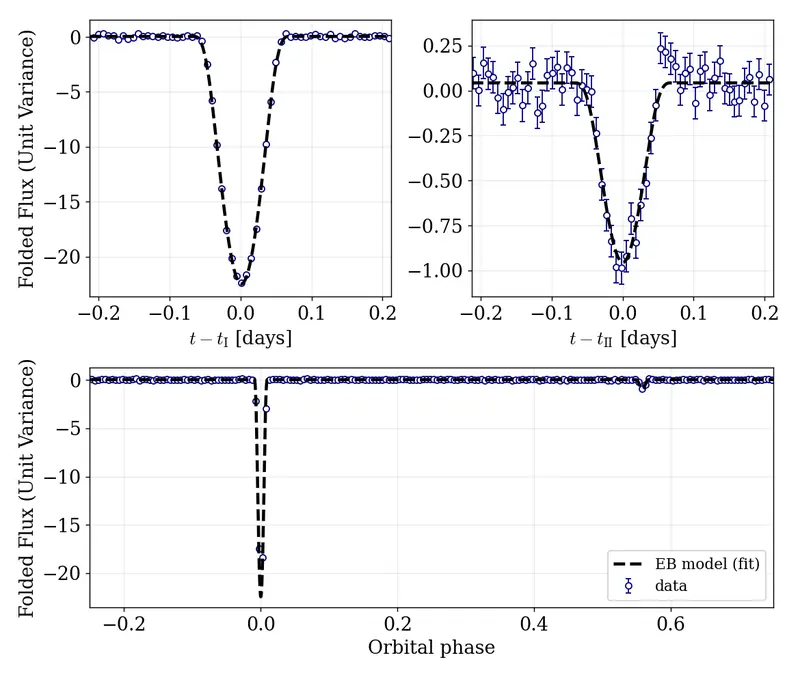 Folded Flux (Unit Variance)
0
−5
−10
−15
−20
−0.2 −0.1 0.0 0.1 0.2
t − tI [days]
0.25
0.00
−0.25
−0.50
−0.75
−1.00
−0.2 −0.1 0.0 0.1 0.2
t − tII [days]
Folded Flux (Unit Variance)
0
−5
−10
−15
−20
−0.2 0.0 0.2 0.4 0.6
Orbital phase
EB model (fit)
data